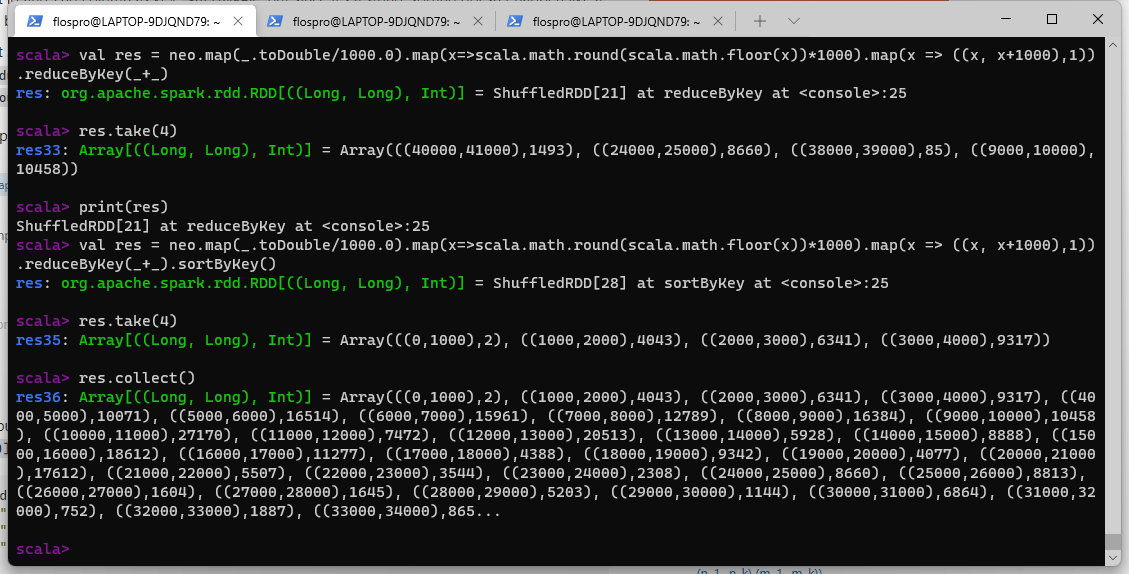 flospro@LAPTOP-9DJQND79: ~ flospro@LAPTOP-9DJQND79: ~ flospro@LAPTOP-9DJQND79: ~
scala> val res = neo.map(_.toDouble/1000.0).map(x=>scala.math.round(scala.math.floor(x))*1000).map(x => ((x, x+1000),1))
.reduceByKey(_+_)
res: org.apache.spark.rdd.RDD[((Long, Long), Int)] = ShuffledRDD[21] at reduceByKey at <console>:25
scala> res.take(4)
res33: Array[((Long, Long), Int)] = Array(((40000,41000),1493), ((24000,25000),8660), ((38000,39000),85), ((9000,10000),
10458))
scala> print(res)
ShuffledRDD[21] at reduceByKey at <console>:25
scala> val res = neo.map(_.toDouble/1000.0).map(x=>scala.math.round(scala.math.floor(x))*1000).map(x => ((x, x+1000),1))
.reduceByKey(_+_).sortByKey()
res: org.apache.spark.rdd.RDD[((Long, Long), Int)] = ShuffledRDD[28] at sortByKey at <console>:25
scala> res.take(4)
res35: Array[((Long, Long), Int)] = Array(((0,1000),2), ((1000,2000),4043), ((2000,3000),6341), ((3000,4000),9317))
scala> res.collect()
res36: Array[((Long, Long), Int)] = Array(((0,1000),2), ((1000,2000),4043), ((2000,3000),6341), ((3000,4000),9317), ((40
00,5000),10071), ((5000,6000),16514), ((6000,7000),15961), ((7000,8000),12789), ((8000,9000),16384), ((9000,10000),10458
), ((10000,11000),27170), ((11000,12000),7472), ((12000,13000),20513), ((13000,14000),5928), ((14000,15000),8888), ((150
00,16000),18612), ((16000,17000),11277), ((17000,18000),4388), ((18000,19000),9342), ((19000,20000),4077), ((20000,21000
),17612), ((21000,22000),5507), ((22000,23000),3544), ((23000,24000),2308), ((24000,25000),8660), ((25000,26000),8813),
((26000,27000),1604), ((27000,28000),1645), ((28000,29000),5203), ((29000,30000),1144), ((30000,31000),6864), ((31000,32
000),752), ((32000,33000),1887), ((33000,34000),865...
scala>